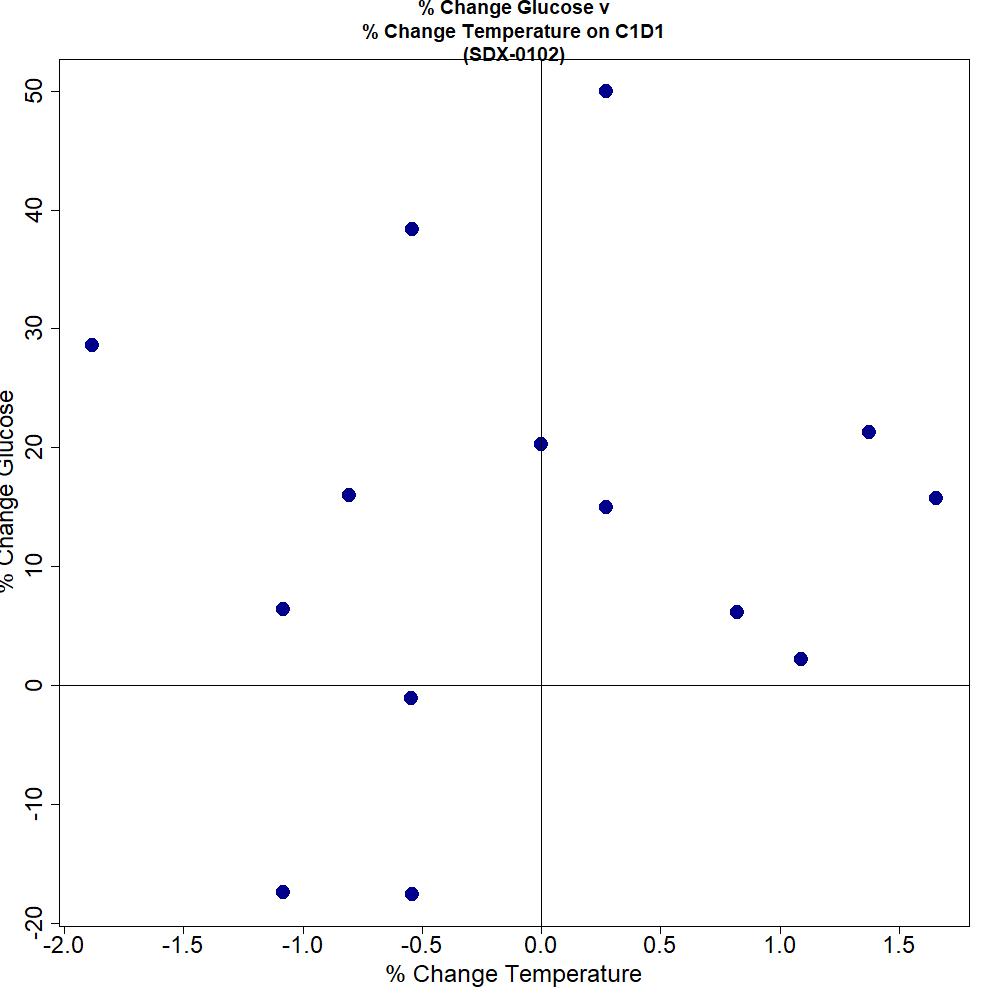 % Change Glucose v
% Change Temperature on C1D1
(SDX-0102)
50
40
30
20
10
0
-10
-20
% Change Glucose
-2.0 -1.5 -1.0 -0.5 0.0 0.5 1.0 1.5
% Change Temperature